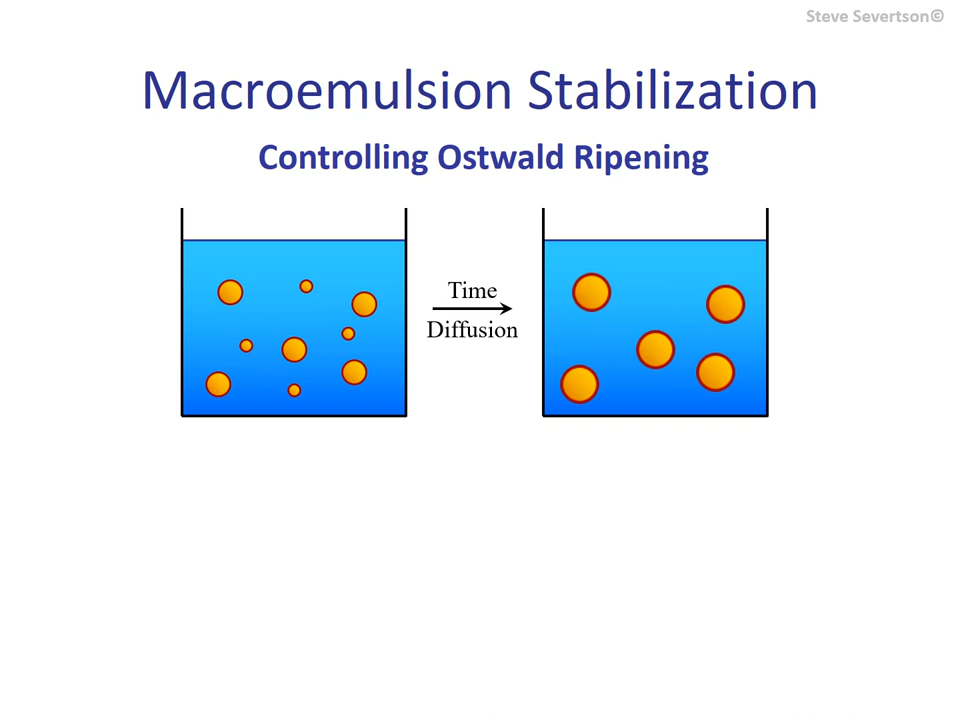 Steve Severtson©
Macroemulsion Stabilization
Controlling Ostwald Ripening
Time
Diffusion